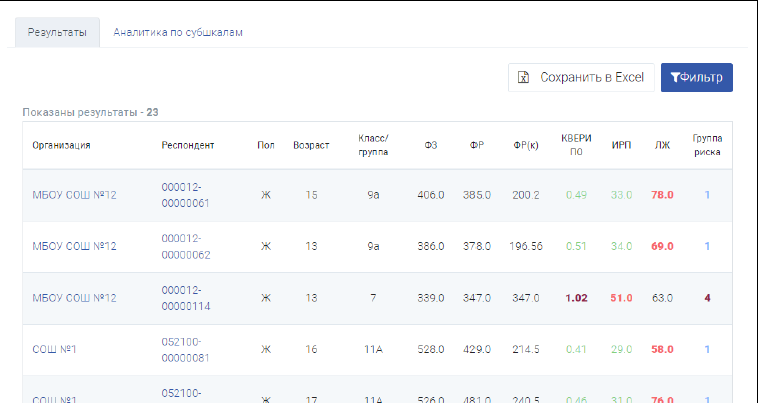 Результаты Аналитика по субшкалам
Сохранить в Excel Фильтр
Показаны результаты - 23
Организация Респондент Пол Возраст Класс/группа ФЗ ФР ФР(к) КВЕРИ ПО ИРП ЛЖ Группа риска
МБОУ СОШ №12 000012-00000061 Ж 15 9а 406.0 385.0 200.2 0.49 33.0 78.0 1
МБОУ СОШ №12 000012-00000062 Ж 13 9а 386.0 378.0 196.56 0.51 34.0 69.0 1
МБОУ СОШ №12 000012-00000114 Ж 13 7 339.0 347.0 347.0 1.02 51.0 63.0 4
СОШ №1 052100-00000081 Ж 16 11А 528.0 429.0 214.5 0.41 29.0 58.0 1
СОШ №1 052100- Ж 17 11А 526.0 481.0 240.5 0.46 31.0 76.0 1